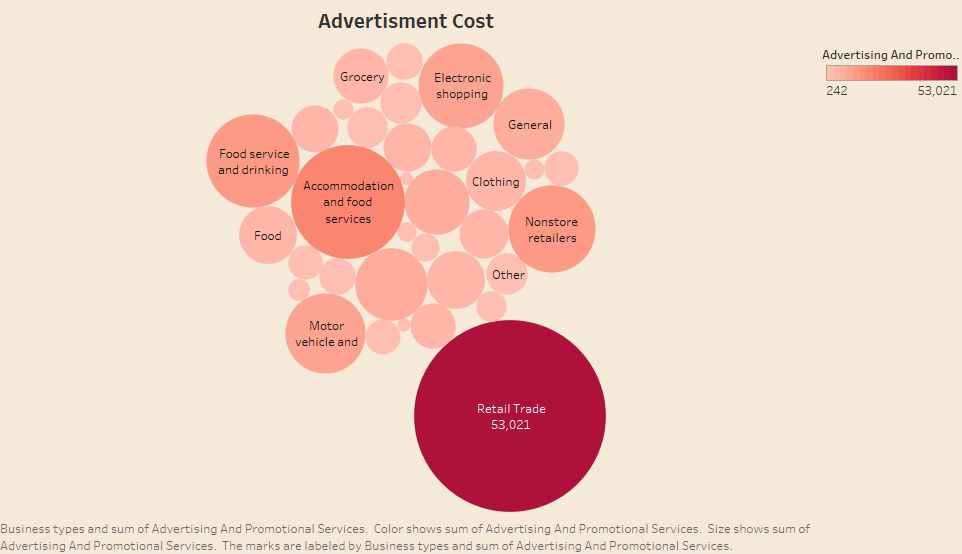 Advertisment Cost
Advertising And Promo..
242
53,021
Grocery
Electronic
shopping
General
Food service
and drinking
Accommodation
and food
services
Clothing
Food
Nonstore
retailers
Other
Motor
vehicle and
Retail Trade
53,021
Business types and sum of Advertising And Promotional Services.  Color shows sum of Advertising And Promotional Services.  Size shows sum of
Advertising And Promotional Services.  The marks are labeled by Business types and sum of Advertising And Promotional Services.